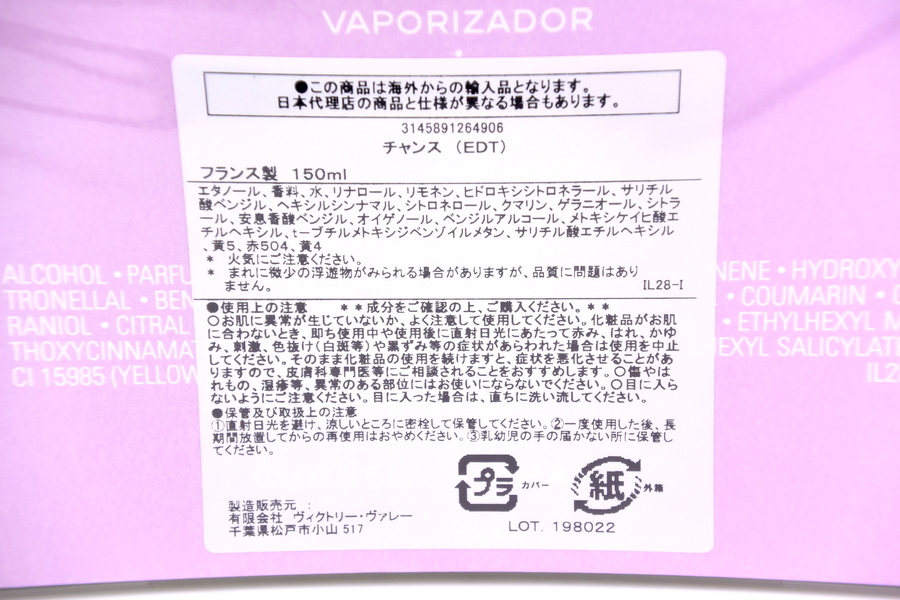 VAPORIZADOR
●この商品は海外からの輸入品となります。
日本代理店の商品と仕様が異なる場合もあります。
3145891264906
チャンス （EDT）
フランス製 150ml
エタノール、香料、水、リナロール、リモネン、ヒドロキシシトロネラール、サリチル
酸ベンジル、ヘキシルシンナマル、シトロネロール、クマリン、ゲラニオール、シトラ
ール、安息香酸ベンジル、オイゲノール、ベンジルアルコール、メトキシケイヒ酸エ
チルヘキシル、t-ブチルメトキシジベンゾイルメタン、サリチル酸エチルヘキシル
、黄5、赤504、黄4
＊ 火気にご注意ください。
＊ まれに微少の浮遊物がみられる場合がありますが、品質に問題はあり
ません。 IL28-I
●使用上の注意 ＊＊成分をご確認の上、ご購入ください。＊＊
○お肌に異常が生じていないか、よく注意して使用してください。化粧品がお肌
に合わないとき、即ち使用中や使用後に直射日光にあたって赤み、はれ、かゆ
み、刺激、色抜け（白斑等）や黒ずみ等の症状があらわれた場合は使用を中止
してください。そのまま化粧品の使用を続けますと、症状を悪化させることがあ
りますので、皮膚科専門医等にご相談されることをおすすめします。○傷やは
れもの、湿疹等、異常のある部位にはお使いにならないでください。○目に入ら
ないようにご注意ください。目に入った場合は、直ちに洗い流してください。
●保管及び取扱上の注意
①直射日光を避け、涼しいところに密栓して保管してください。②一度使用した後、長
期間放置してからの再使用はおやめください。③乳幼児の手の届かない所に保管し
てください。
プラ カバー
紙 外箱
製造販売元 ：
有限会社 ヴィクトリー・ヴァレー
千葉県松戸市小山 517
LOT. 198022
ALCOHOL • PARFU
NENE • HYDROXY
TRONELLAL • BEN
• COUMARIN •
RANIOL • CITRAL
• ETHYLHEXYL M
THOXYCINNAMAT
HEXYL SALICYLAT
CI 15985 (YELLOW